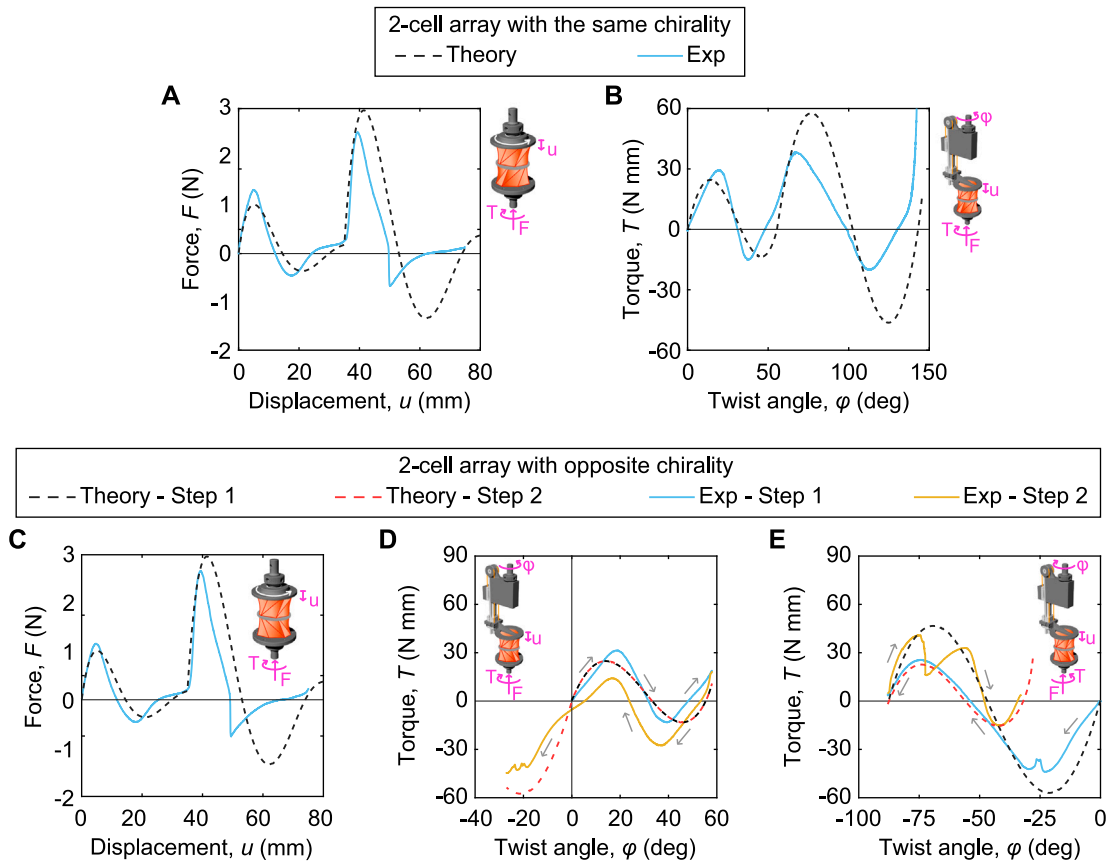 2-cell array with the same chirality
Theory Exp
A
Force, F (N)
3
2
1
0
-1
-2
0 20 40 60 80
Displacement, u (mm)
u
T
F
B
Torque, T (N mm)
60
30
0
-30
-60
0 50 100 150
Twist angle, φ (deg)
φ
u
T
F
2-cell array with opposite chirality
Theory - Step 1 Theory - Step 2 Exp - Step 1 Exp - Step 2
C
Force, F (N)
3
2
1
0
-1
-2
0 20 40 60 80
Displacement, u (mm)
u
T
F
D
Torque, T (N mm)
90
60
30
0
-30
-60
-90
-40 -20 0 20 40 60
Twist angle, φ (deg)
φ
u
T
F
E
Torque, T (N mm)
90
60
30
0
-30
-60
-90
-100 -75 -50 -25 0
Twist angle, φ (deg)
φ
u
F T